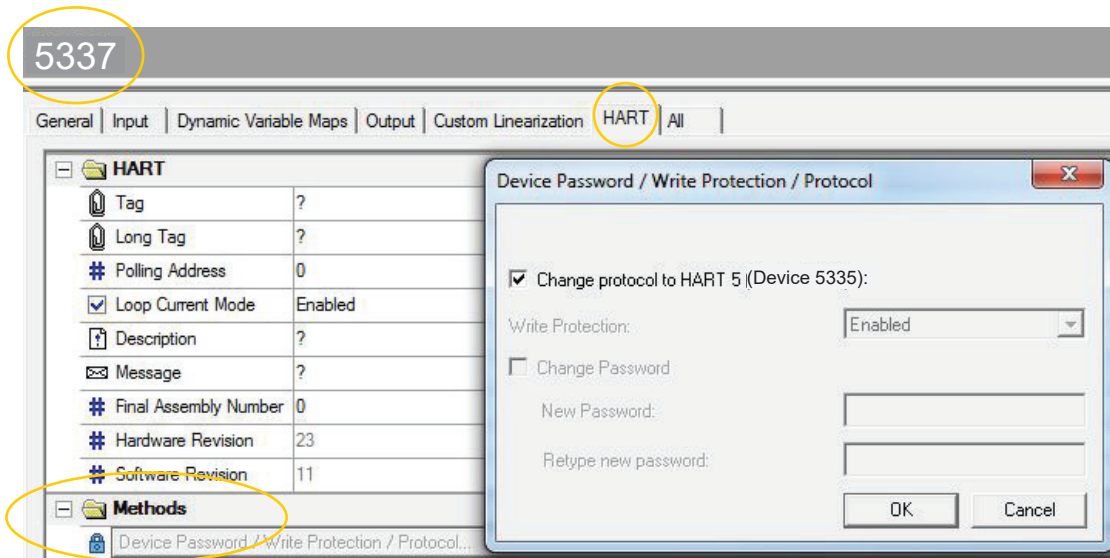 5337
General Input Dynamic Variable Maps Output Custom Linearization HART All
HART
Tag ?
Long Tag ?
Polling Address 0
Loop Current Mode Enabled
Description ?
Message ?
Final Assembly Number 0
Hardware Revision 23
Software Revision 11
Methods
Device Password / Write Protection / Protocol...
Device Password / Write Protection / Protocol
Change protocol to HART 5 (Device 5335):
Write Protection: Enabled
Change Password
New Password:
Retype new password:
OK Cancel